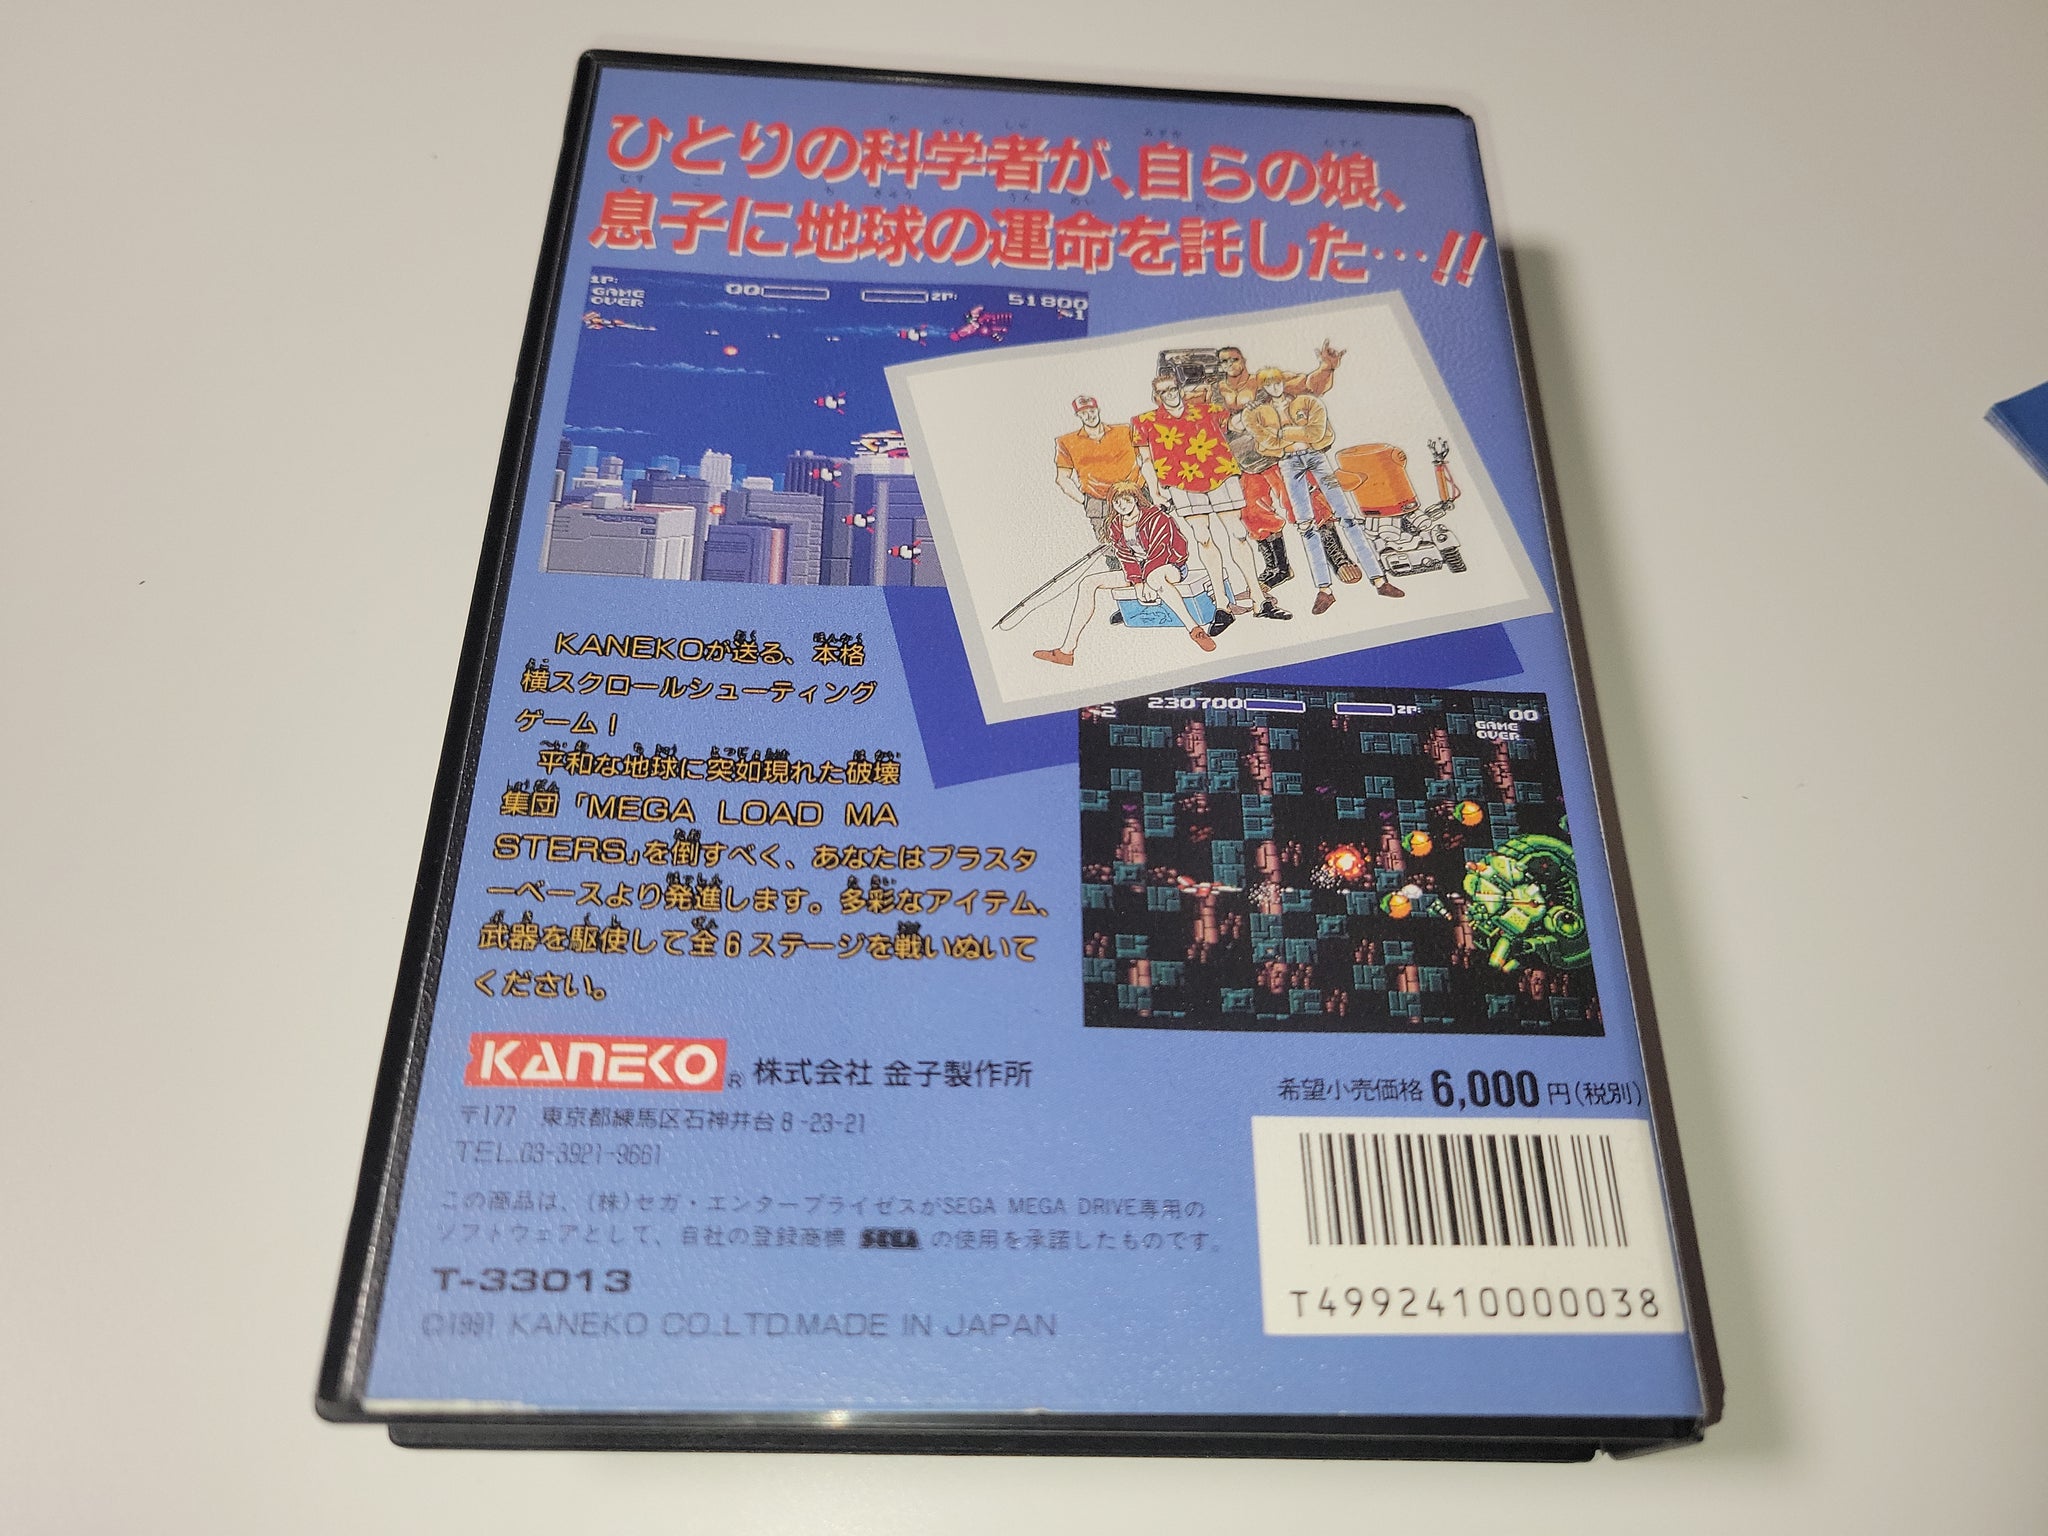 ひとりの科学者が、自らの娘、
息子に地球の運命を託した…!!
1P:
GAME
OVER
00
2P:
51800
KANEKOが送る、本格
横スクロールシューティング
ゲーム!
平和な地球に突如現れた破壊
集団「MEGA LOAD MA
STERS」を倒すべく、あなたはブラスタ
ーベースより発進します。多彩なアイテム、
武器を駆使して全6ステージを戦いぬいて
ください。
230700
2P:
00
GAME
OVER
KANEKO® 株式会社 金子製作所
〒177 東京都練馬区石神井台8-23-21
TEL.03-3921-9661
この商品は、(株)セガ・エンタープライゼスがSEGA MEGA DRIVE専用の
ソフトウェアとして、自社の登録商標 SEGA の使用を承諾したものです。
T-33013
©1991 KANEKO CO.,LTD.MADE IN JAPAN
希望小売価格 6,000円(税別)
T4992410000038